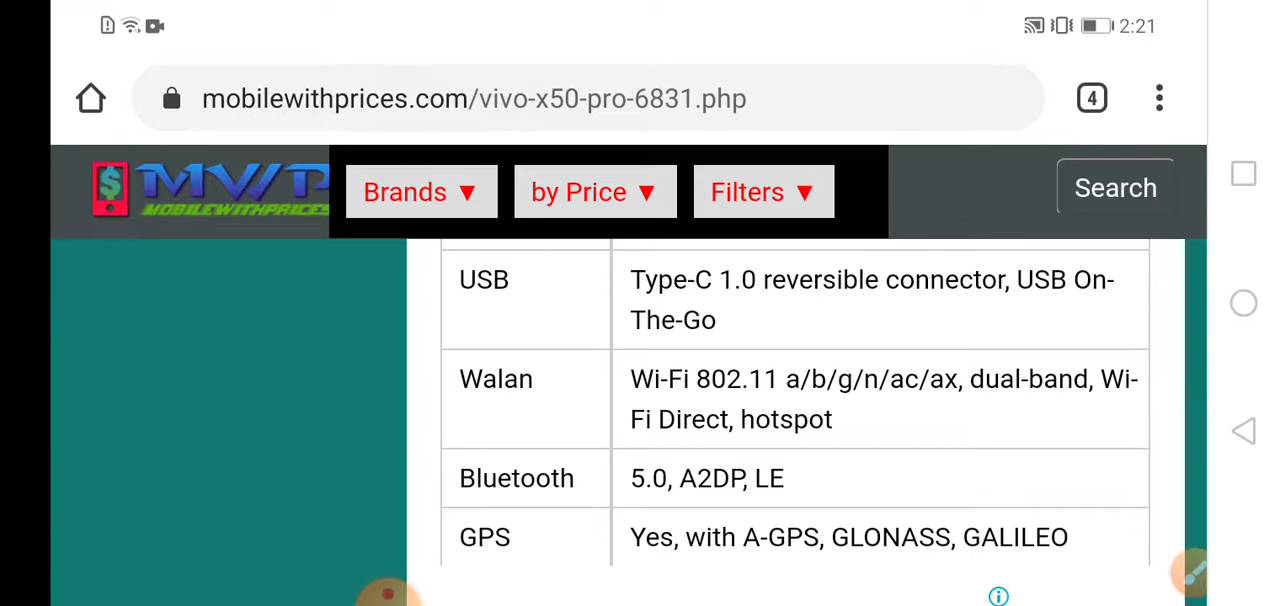 2:21
mobilewithprices.com/vivo-x50-pro-6831.php
4
MWP
MOBILEWITHPRICES
Brands ▼
by Price ▼
Filters ▼
Search
USB
Type-C 1.0 reversible connector, USB On-
The-Go
Walan
Wi-Fi 802.11 a/b/g/n/ac/ax, dual-band, Wi-
Fi Direct, hotspot
Bluetooth
5.0, A2DP, LE
GPS
Yes, with A-GPS, GLONASS, GALILEO